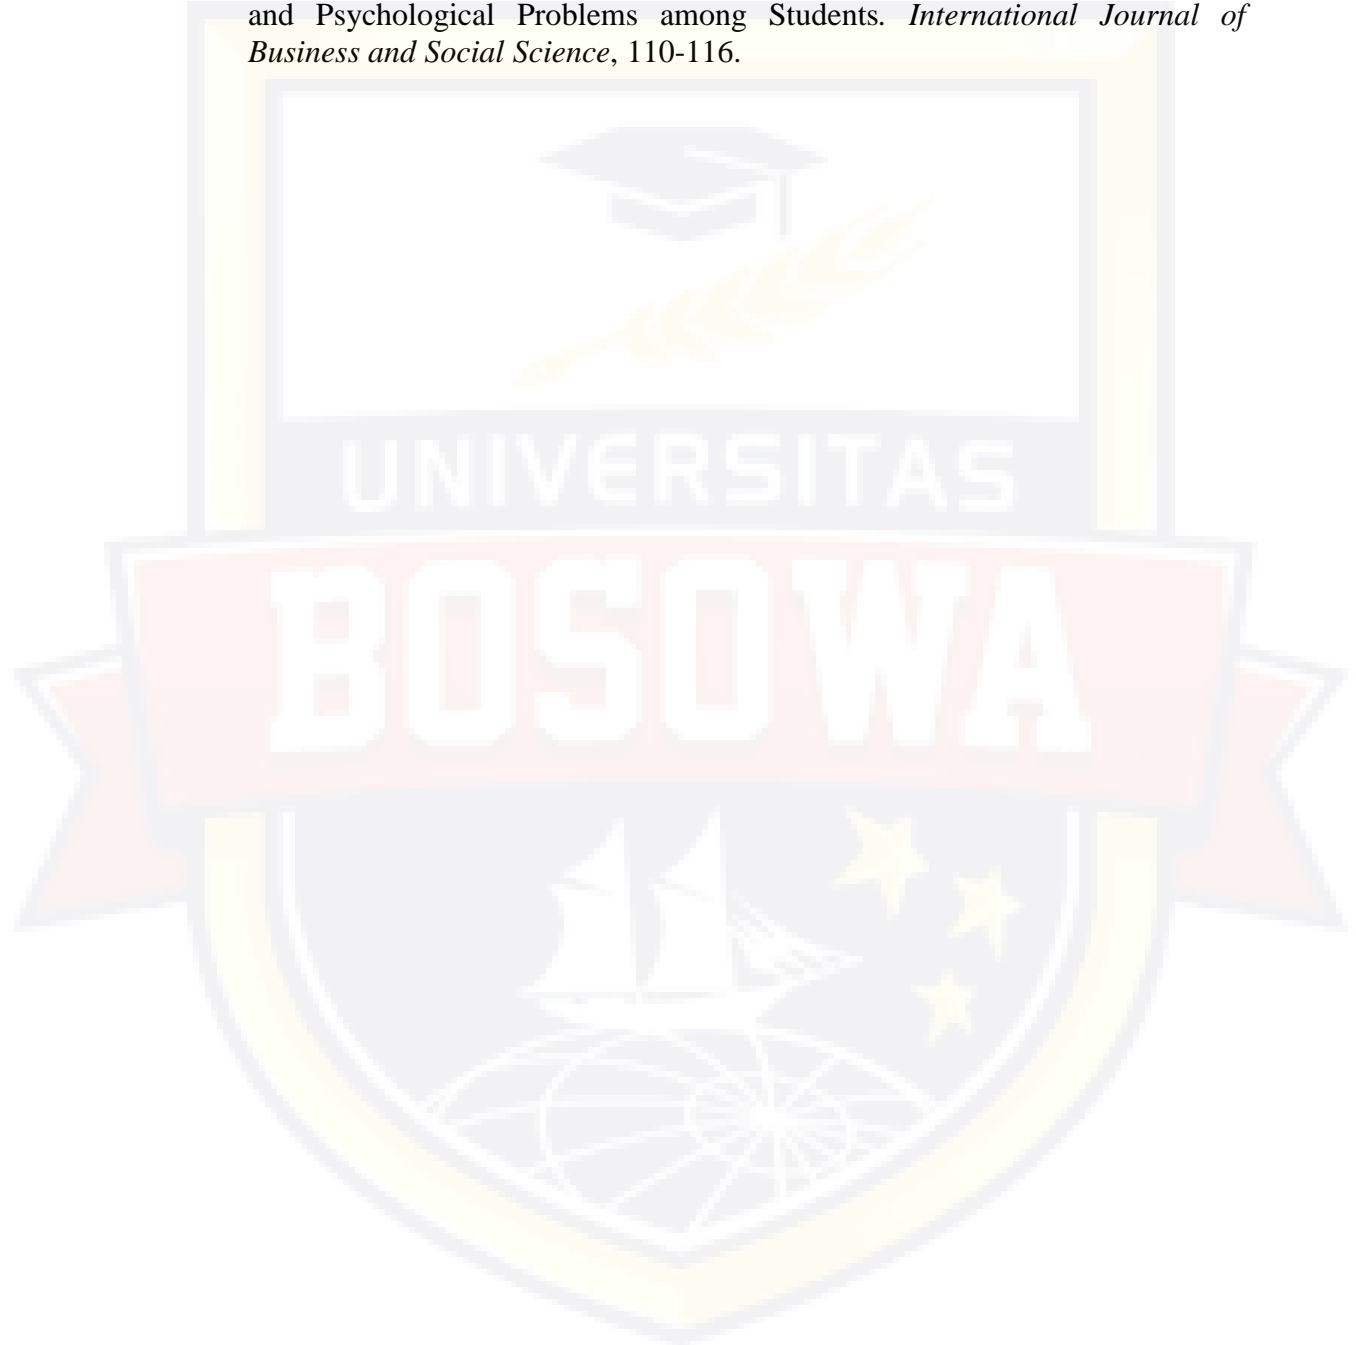 and Psychological Problems among Students. International Journal of
Business and Social Science, 110-116.
UNIVERSITAS
BOSOWA